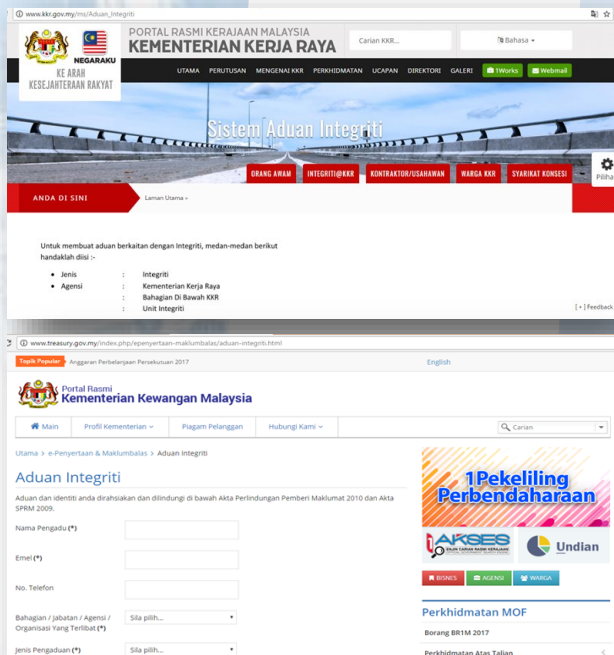 www.kkr.gov.my/ms/Aduan_Integriti
PORTAL RASMI KERAJAAN MALAYSIA
KEMENTERIAN KERJA RAYA
Carian KKR...
Bahasa
NEGARAKU
KE ARAH
KESEJAHTERAAN RAKYAT
UTAMA PERUTUSAN MENGENAI KKR PERKHIDMATAN UCAPAN DIREKTORI GALERI 1Works Webmail
Sistem Aduan Integriti
Piliha
ORANG AWAM INTEGRITI@KKR KONTRAKTOR/USAHAWAN WARGA KKR SYARIKAT KONSESI
ANDA DI SINI
Laman Utama »
Untuk membuat aduan berkaitan dengan Integriti, medan-medan berikut
handaklah diisi :-
• Jenis : Integriti
• Agensi : Kementerian Kerja Raya
: Bahagian Di Bawah KKR
: Unit Integriti
[+] Feedback
www.treasury.gov.my/index.php/epenyertaan-maklumbalas/aduan-integriti.html
Topik Popular Anggaran Perbelanjaan Persekutuan 2017
English
Portal Rasmi
Kementerian Kewangan Malaysia
Main Profil Kementerian Piagam Pelanggan Hubungi Kami
Carian
Utama > e-Penyertaan & Maklumbalas > Aduan Integriti
Aduan Integriti
Aduan dan identiti anda dirahsiakan dan dilindungi di bawah Akta Perlindungan Pemberi Maklumat 2010 dan Akta
SPRM 2009.
Nama Pengadu (*)
Emel (*)
No. Telefon
Bahagian / Jabatan / Agensi /
Organisasi Yang Terlibat (*)
Sila pilih...
Jenis Pengaduan (*)
Sila pilih...
1Pekeliling
Perbendaharaan
AKSES
Undian
BISNES AGENSI WARGA
Perkhidmatan MOF
Borang BR1M 2017
Perkhidmatan Atas Talian